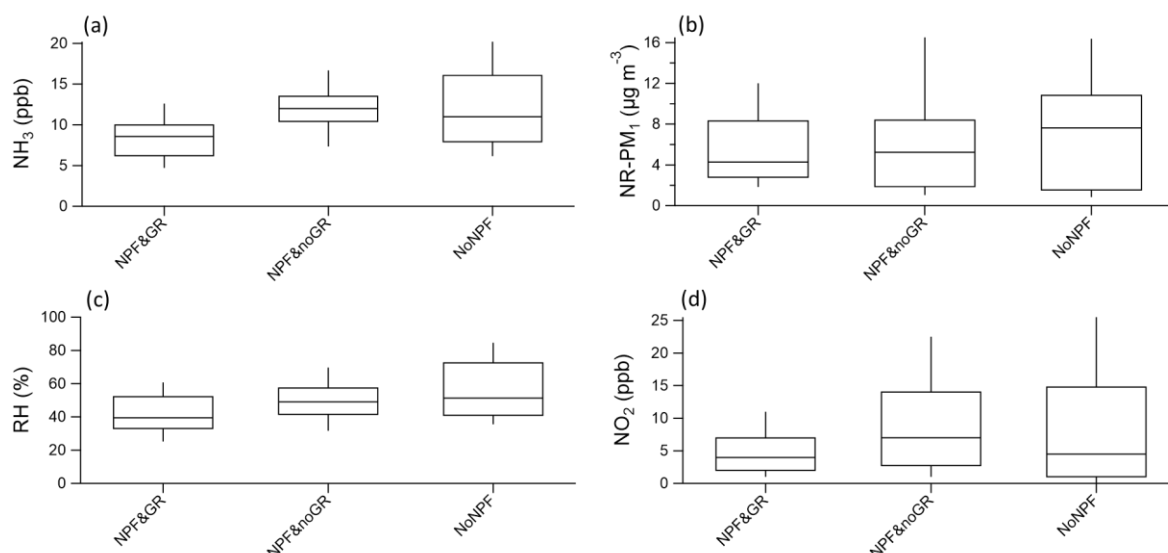 (a)
NH₃ (ppb)
20
15
10
5
0
NPF&GR
NPF&noGR
NoNPF
(b)
NR-PM₁ (µg m⁻³)
16
12
8
4
0
NPF&GR
NPF&noGR
NoNPF
(c)
RH (%)
100
80
60
40
20
0
NPF&GR
NPF&noGR
NoNPF
(d)
NO₂ (ppb)
25
20
15
10
5
0
NPF&GR
NPF&noGR
NoNPF